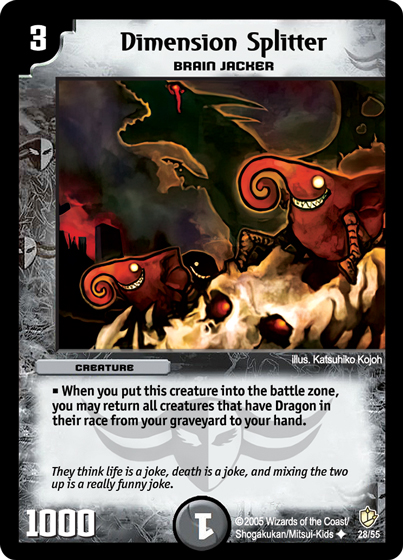 3
Dimension Splitter
BRAIN JACKER
illus. Katsuhiko Kojoh
CREATURE
▪ When you put this creature into the battle zone,
you may return all creatures that have Dragon in
their race from your graveyard to your hand.
They think life is a joke, death is a joke, and mixing the two
up is a really funny joke.
1000
1
©2005 Wizards of the Coast/
Shogakukan/Mitsui-Kids ✦ 28/55